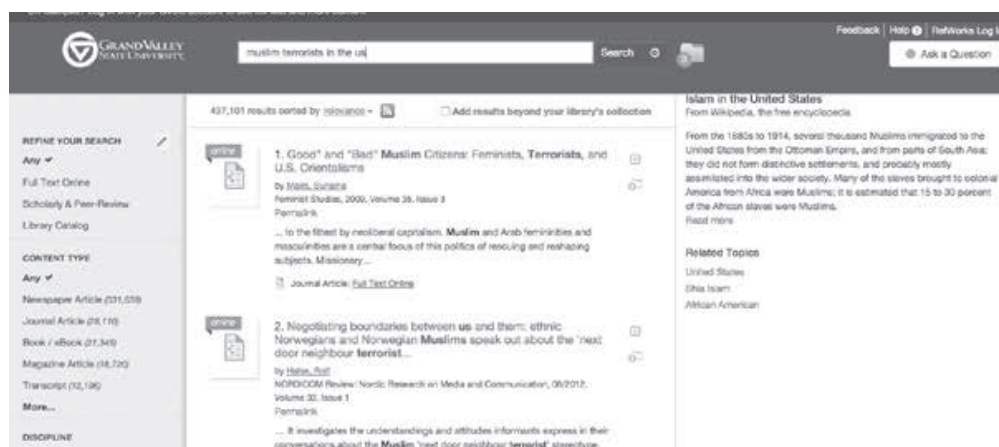 Feedback | Help | RefWorks Log In
GRAND VALLEY
STATE UNIVERSITY
muslim terrorists in the us
Search
Ask a Question
437,101 results sorted by relevance
Add results beyond your library's collection
REFINE YOUR SEARCH
Any
Full Text Online
Scholarly & Peer-Review
Library Catalog
CONTENT TYPE
Any
Newspaper Article
Journal Article
Book / eBook
Magazine Article
Transcript
More...
DISCIPLINE
online
1. Good" and "Bad" Muslim Citizens: Feminists, Terrorists, and
U.S. Orientalisms
by Maira, Sunaina
Feminist Studies, 2009, Volume 35, Issue 3
Permalink
... to the fittest by neoliberal capitalism. Muslim and Arab femininities and
masculinities are a central focus of this politics of rescuing and reshaping
subjects. Missionary...
Journal Article: Full Text Online
online
2. Negotiating boundaries between us and them: ethnic
Norwegians and Norwegian Muslims speak out about the 'next
door neighbour terrorist...
by Haise, Rolf
NORDICOM Review: Nordic Research on Media and Communication, 08/2012,
Volume 33, Issue 1
Permalink
... It investigates the understandings and attitudes informants express in their
conversations about the Muslim 'next door neighbour terrorist' stereotype.
Islam in the United States
From Wikipedia, the free encyclopedia
From the 1880s to 1914, several thousand Muslims immigrated to the
United States from the Ottoman Empire, and from parts of South Asia;
they did not form distinctive settlements, and probably mostly
assimilated into the wider society. Many of the slaves brought to colonial
America from Africa were Muslims; it is estimated that 15 to 30 percent
of the African slaves were Muslims.
Read more
Related Topics
United States
Shia Islam
African American